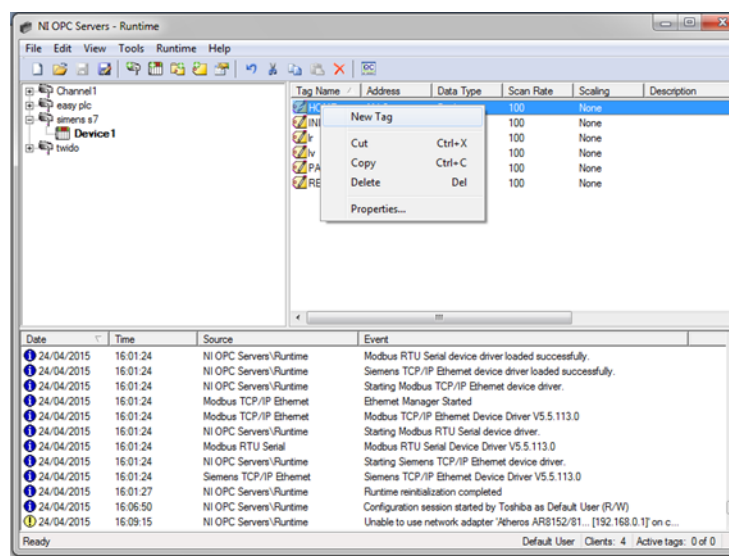 NI OPC Servers - Runtime
File Edit View Tools Runtime Help
Channel1
easy plc
simens s7
Device1
twido
Tag Name Address Data Type Scan Rate Scaling Description
100 None
100 None
lr 100 None
lv 100 None
PA 100 None
RE 100 None
New Tag
Cut Ctrl+X
Copy Ctrl+C
Delete Del
Properties...
Date Time Source Event
24/04/2015 16:01:24 NI OPC Servers\Runtime Modbus RTU Serial device driver loaded successfully.
24/04/2015 16:01:24 NI OPC Servers\Runtime Siemens TCP/IP Ethernet device driver loaded successfully.
24/04/2015 16:01:24 NI OPC Servers\Runtime Starting Modbus TCP/IP Ethernet device driver.
24/04/2015 16:01:24 Modbus TCP/IP Ethernet Ethernet Manager Started
24/04/2015 16:01:24 Modbus TCP/IP Ethernet Modbus TCP/IP Ethernet Device Driver V5.5.113.0
24/04/2015 16:01:24 NI OPC Servers\Runtime Starting Modbus RTU Serial device driver.
24/04/2015 16:01:24 Modbus RTU Serial Modbus RTU Serial Device Driver V5.5.113.0
24/04/2015 16:01:24 NI OPC Servers\Runtime Starting Siemens TCP/IP Ethernet device driver.
24/04/2015 16:01:24 Siemens TCP/IP Ethernet Siemens TCP/IP Ethernet Device Driver V5.5.113.0
24/04/2015 16:01:27 NI OPC Servers\Runtime Runtime reinitialization completed
24/04/2015 16:06:50 NI OPC Servers\Runtime Configuration session started by Toshiba as Default User (R/W)
24/04/2015 16:09:15 NI OPC Servers\Runtime Unable to use network adapter 'Atheros AR8152/81... [192.168.0.1]' on c...
Ready Default User Clients: 4 Active tags: 0 of 0